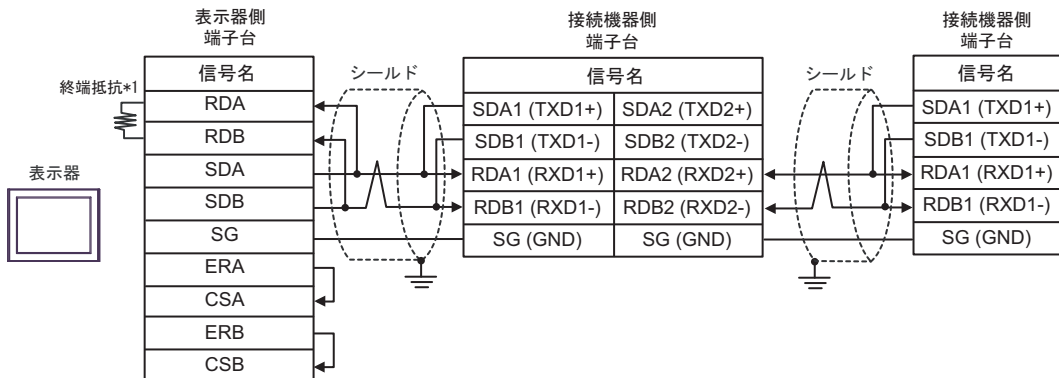 表示器側
端子台
信号名
RDA
RDB
SDA
SDB
SG
ERA
CSA
ERB
CSB
終端抵抗*1
表示器
シールド
接続機器側
端子台
信号名
SDA1 (TXD1+) SDA2 (TXD2+)
SDB1 (TXD1-) SDB2 (TXD2-)
RDA1 (RXD1+) RDA2 (RXD2+)
RDB1 (RXD1-) RDB2 (RXD2-)
SG (GND) SG (GND)
シールド
接続機器側
端子台
信号名
SDA1 (TXD1+)
SDB1 (TXD1-)
RDA1 (RXD1+)
RDB1 (RXD1-)
SG (GND)